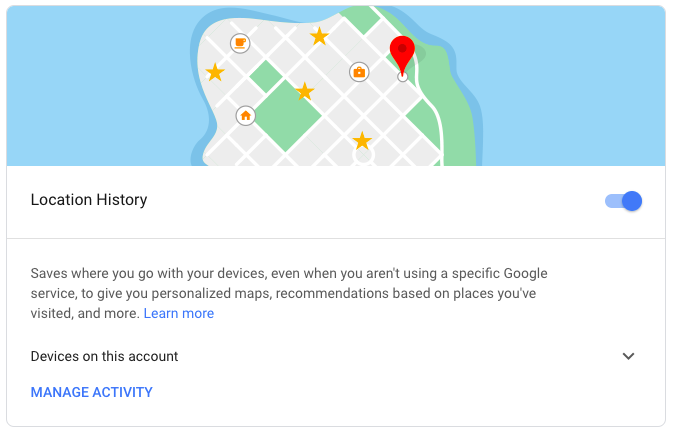 Location History
Saves where you go with your devices, even when you aren't using a specific Google
service, to give you personalized maps, recommendations based on places you've
visited, and more. Learn more
Devices on this account
MANAGE ACTIVITY